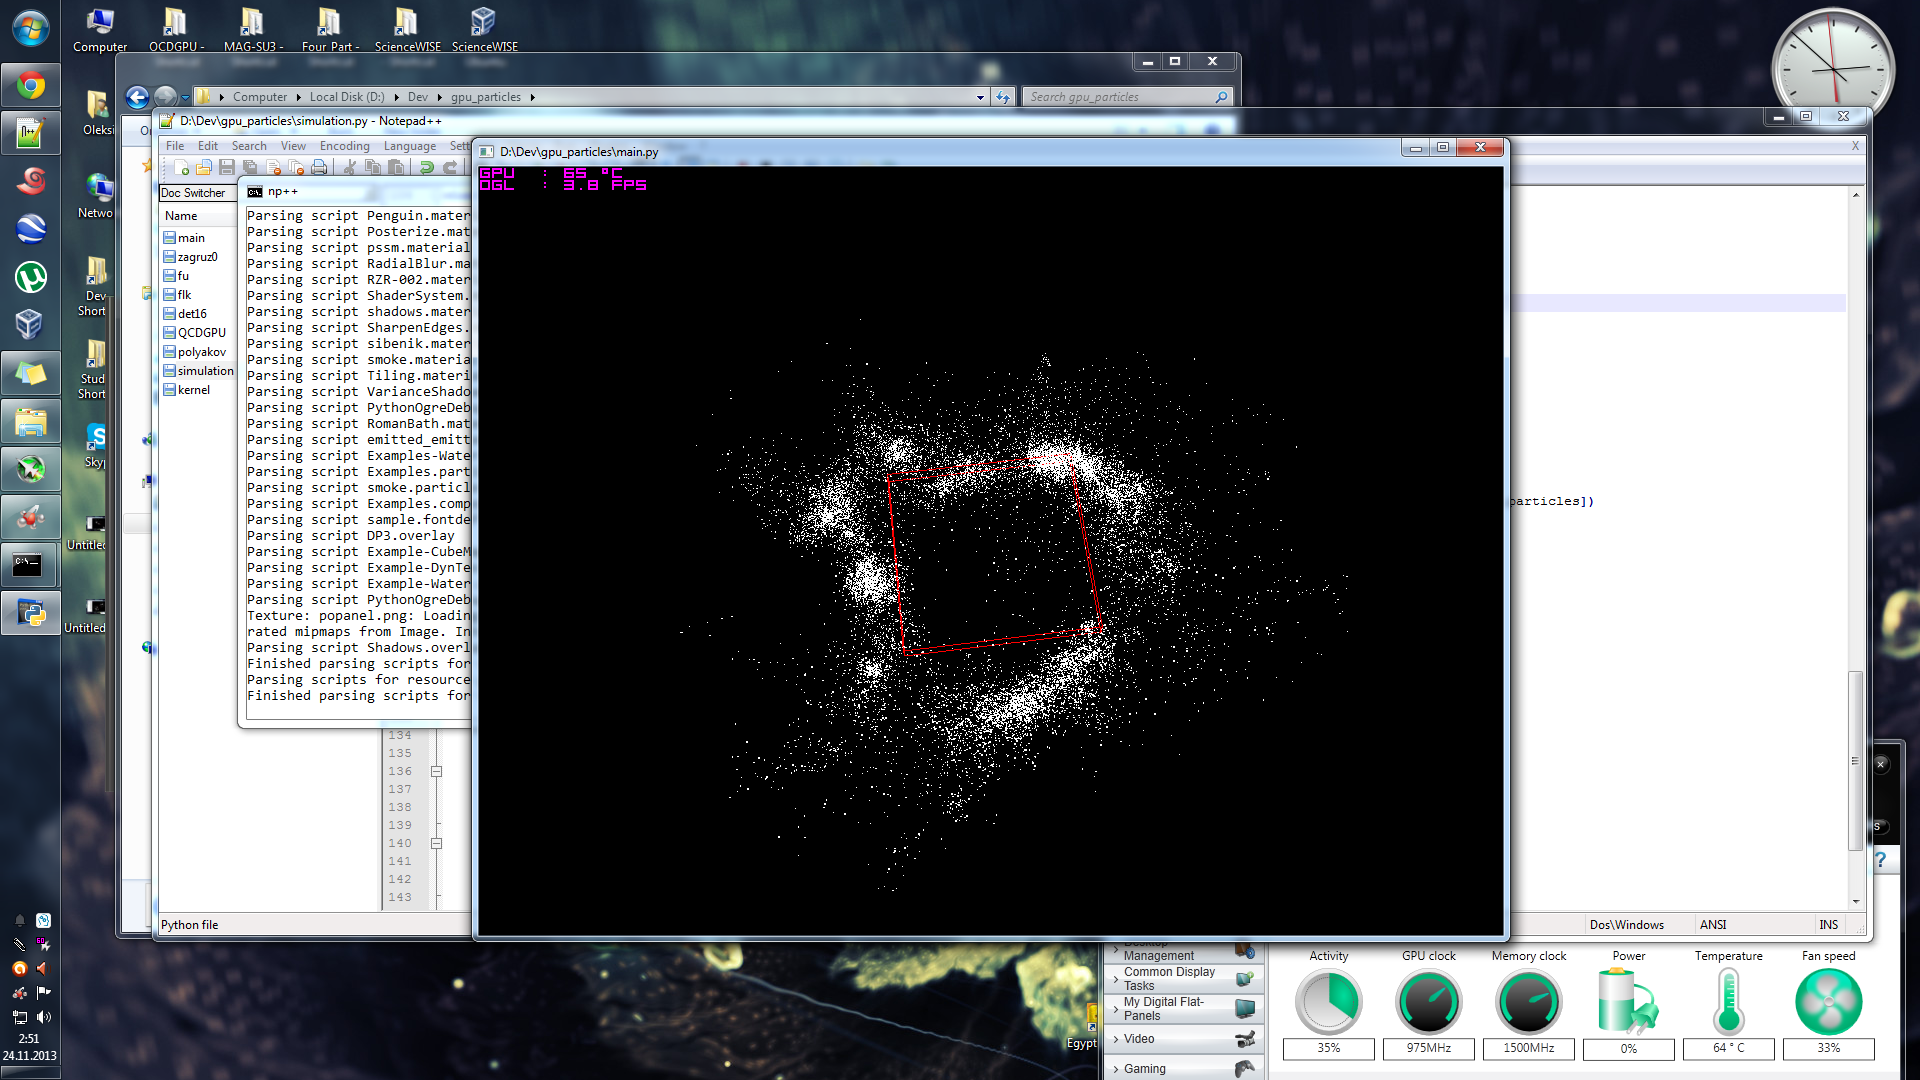 Computer
OCDGPU -
MAG-SU3 -
Four Part -
ScienceWISE
ScienceWISE
Computer
Local Disk (D:)
Dev
gpu_particles
Search gpu_particles
D:\Dev\gpu_particles\simulation.py - Notepad++
File
Edit
Search
View
Encoding
Language
Sett
X
D:\Dev\gpu_particles\main.py
GPU : 65 °C
OGL : 3.8 FPS
Doc Switcher
Name
main
zagruz0
fu
flk
det16
QCDGPU
polyakov
simulation
kernel
np++
Parsing script Penguin.mater
Parsing script Posterize.mat
Parsing script pssm.material
Parsing script RadialBlur.ma
Parsing script RZR-002.mater
Parsing script ShaderSystem.
Parsing script shadows.mater
Parsing script SharpenEdges.
Parsing script sibenik.mater
Parsing script smoke.materia
Parsing script Tiling.materi
Parsing script VarianceShado
Parsing script PythonOgreDeb
Parsing script RomanBath.mat
Parsing script emitted_emitt
Parsing script Examples-Wate
Parsing script Examples.part
Parsing script smoke.particl
Parsing script Examples.comp
Parsing script sample.fontde
Parsing script DP3.overlay
Parsing script Example-CubeM
Parsing script Example-DynTe
Parsing script Example-Water
Parsing script PythonOgreDeb
Texture: popanel.png: Loadin
rated mipmaps from Image. In
Parsing script Shadows.overl
Finished parsing scripts for
Parsing scripts for resource
Finished parsing scripts for
particles])
134
135
136
137
138
139
140
141
142
143
Python file
Dos\Windows
ANSI
INS
Oleksi
Netwo
Dev
Short
Stud
Short
Skyp
Untitled
Untitled
Egypt
Desktop
Management
Common Display
Tasks
My Digital Flat-
Panels
Video
Gaming
Activity
GPU clock
Memory clock
Power
Temperature
Fan speed
35%
975MHz
1500MHz
0%
64 ° C
33%
2:51
24.11.2013